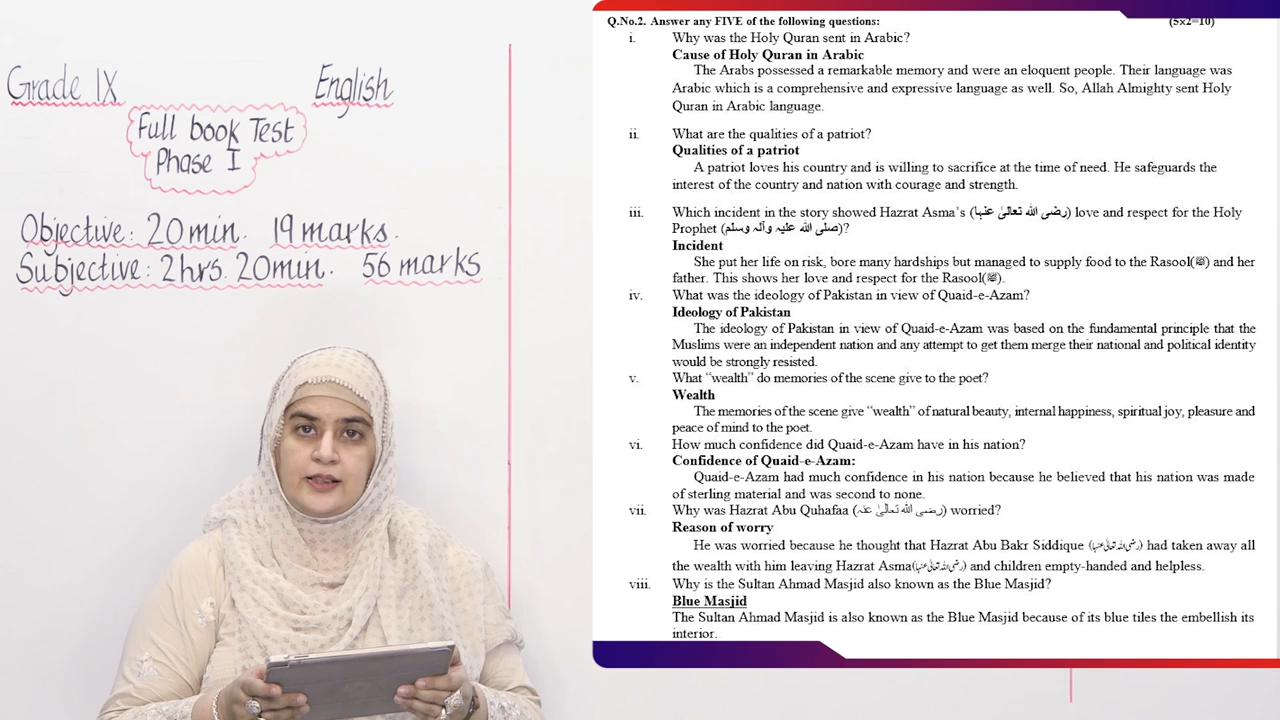 Grade IX English
Full book Test
Phase I
Objective: 20 min. 19 marks.
Subjective: 2hrs. 20min. 56 marks
Q.No.2. Answer any FIVE of the following questions: (5×2=10)
i. Why was the Holy Quran sent in Arabic?
Cause of Holy Quran in Arabic
The Arabs possessed a remarkable memory and were an eloquent people. Their language was
Arabic which is a comprehensive and expressive language as well. So, Allah Almighty sent Holy
Quran in Arabic language.
ii. What are the qualities of a patriot?
Qualities of a patriot
A patriot loves his country and is willing to sacrifice at the time of need. He safeguards the
interest of the country and nation with courage and strength.
iii. Which incident in the story showed Hazrat Asma's (رضی اللہ تعالیٰ عنہا) love and respect for the Holy
Prophet (صلی اللہ علیہ وآلہ وسلم)?
Incident
She put her life on risk, bore many hardships but managed to supply food to the Rasool(ﷺ) and her
father. This shows her love and respect for the Rasool(ﷺ).
iv. What was the ideology of Pakistan in view of Quaid-e-Azam?
Ideology of Pakistan
The ideology of Pakistan in view of Quaid-e-Azam was based on the fundamental principle that the
Muslims were an independent nation and any attempt to get them merge their national and political identity
would be strongly resisted.
v. What “wealth” do memories of the scene give to the poet?
Wealth
The memories of the scene give “wealth” of natural beauty, internal happiness, spiritual joy, pleasure and
peace of mind to the poet.
vi. How much confidence did Quaid-e-Azam have in his nation?
Confidence of Quaid-e-Azam:
Quaid-e-Azam had much confidence in his nation because he believed that his nation was made
of sterling material and was second to none.
vii. Why was Hazrat Abu Quhafaa (رضی اللہ تعالیٰ عنہ) worried?
Reason of worry
He was worried because he thought that Hazrat Abu Bakr Siddique (رضی اللہ تعالیٰ عنہا) had taken away all
the wealth with him leaving Hazrat Asma(رضی اللہ تعالیٰ عنہا) and children empty-handed and helpless.
viii. Why is the Sultan Ahmad Masjid also known as the Blue Masjid?
Blue Masjid
The Sultan Ahmad Masjid is also known as the Blue Masjid because of its blue tiles the embellish its
interior.